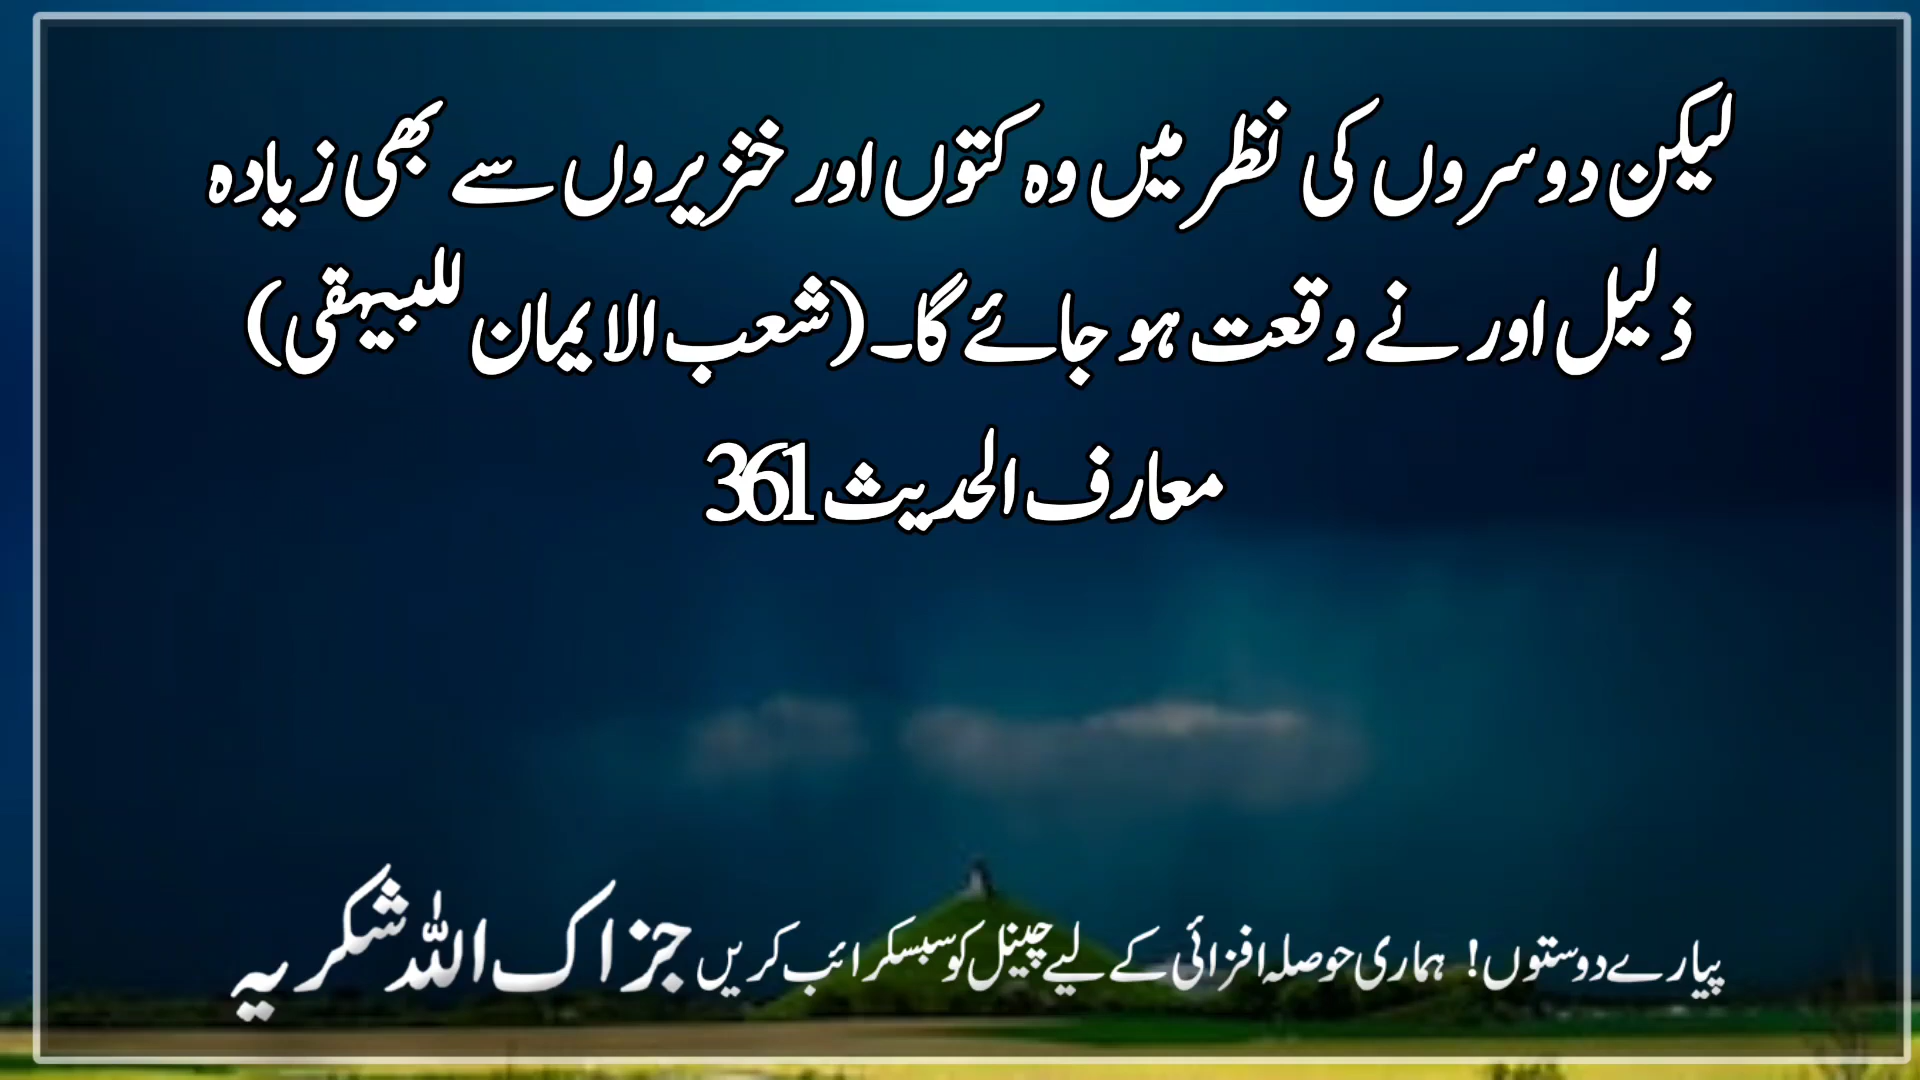 لیکن دوسروں کی نظر میں وہ کتوں اور خنزیروں سے بھی زیادہ
ذلیل اور نے وقعت ہو جائے گا۔ (شعب الایمان للبیہقی)
معارف الحدیث 361
پیارے دوستوں! ہماری حوصلہ افزائی کے لیے چینل کو سبسکرائب کریں جزاک اللہ شکریہ